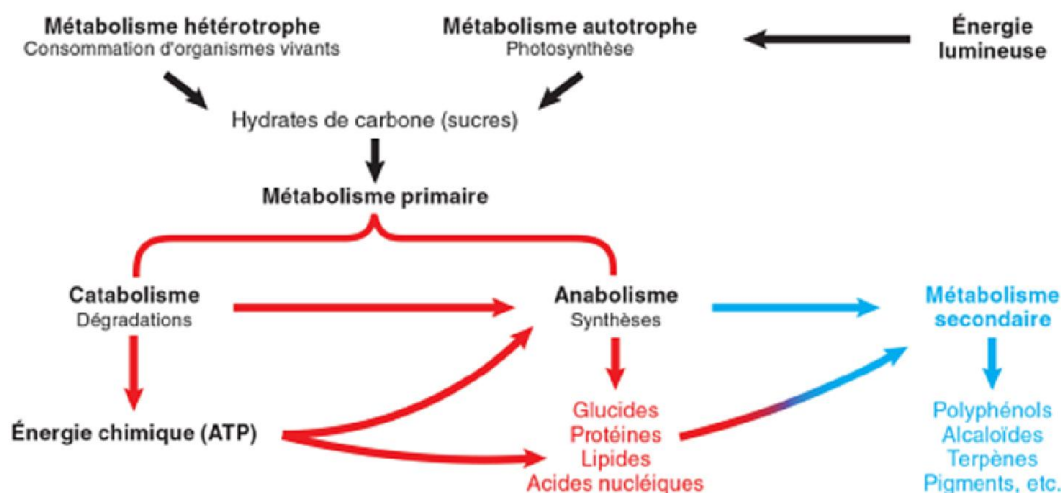 Métabolisme hétérotrophe
Consommation d'organismes vivants
Métabolisme autotrophe
Photosynthèse
Énergie
lumineuse
Hydrates de carbone (sucres)
Métabolisme primaire
Catabolisme
Dégradations
Anabolisme
Synthèses
Métabolisme
secondaire
Énergie chimique (ATP)
Glucides
Protéines
Lipides
Acides nucléiques
Polyphénols
Alcaloïdes
Terpènes
Pigments, etc.